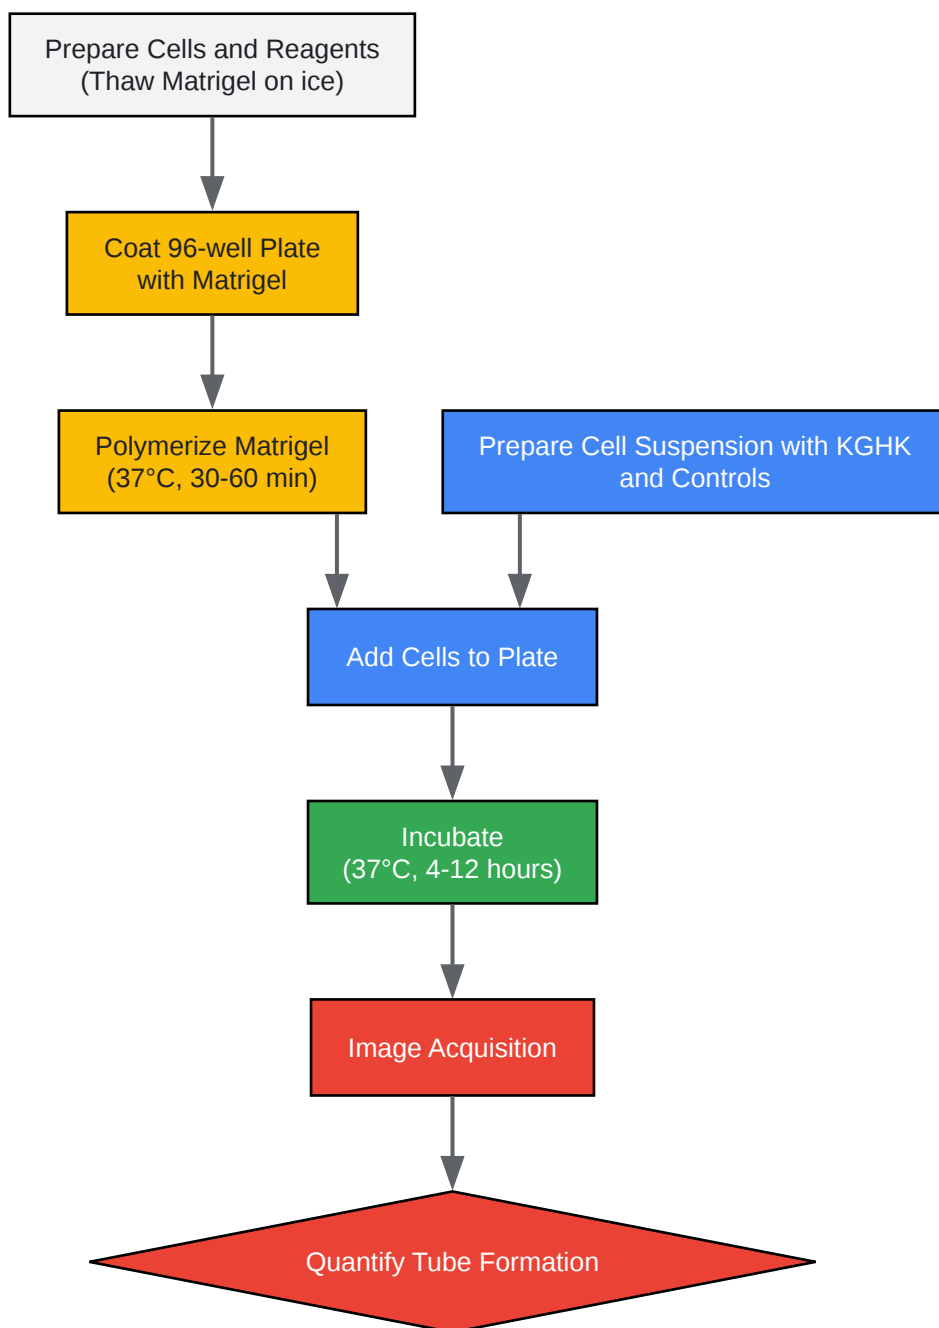 Prepare Cells and Reagents
(Thaw Matrigel on ice)
Coat 96-well Plate
with Matrigel
Polymerize Matrigel
(37°C, 30-60 min)
Prepare Cell Suspension with KGHK
and Controls
Add Cells to Plate
Incubate
(37°C, 4-12 hours)
Image Acquisition
Quantify Tube Formation